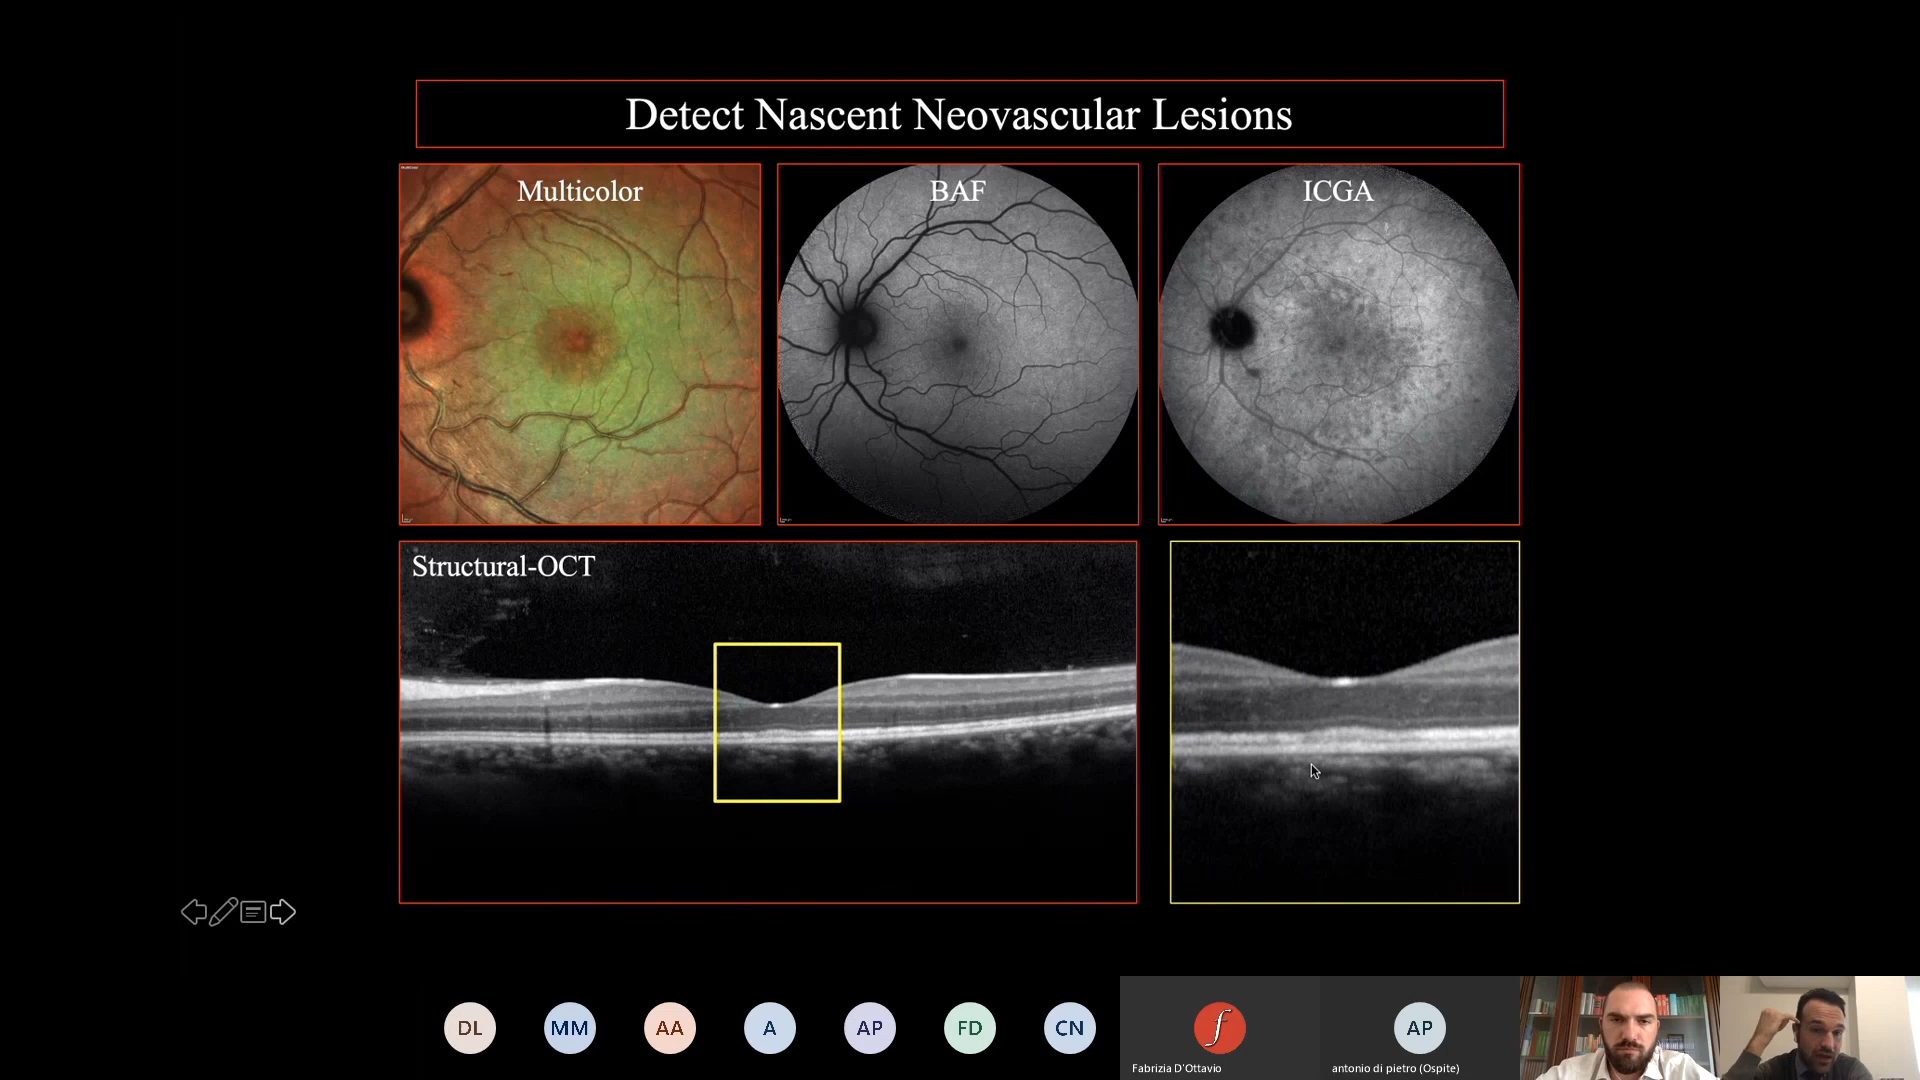 Detect Nascent Neovascular Lesions
Multicolor
BAF
ICGA
Structural-OCT
DL
MM
AA
A
AP
FD
CN
f
AP
Fabrizia D'Ottavio
antonio di pietro (Ospite)